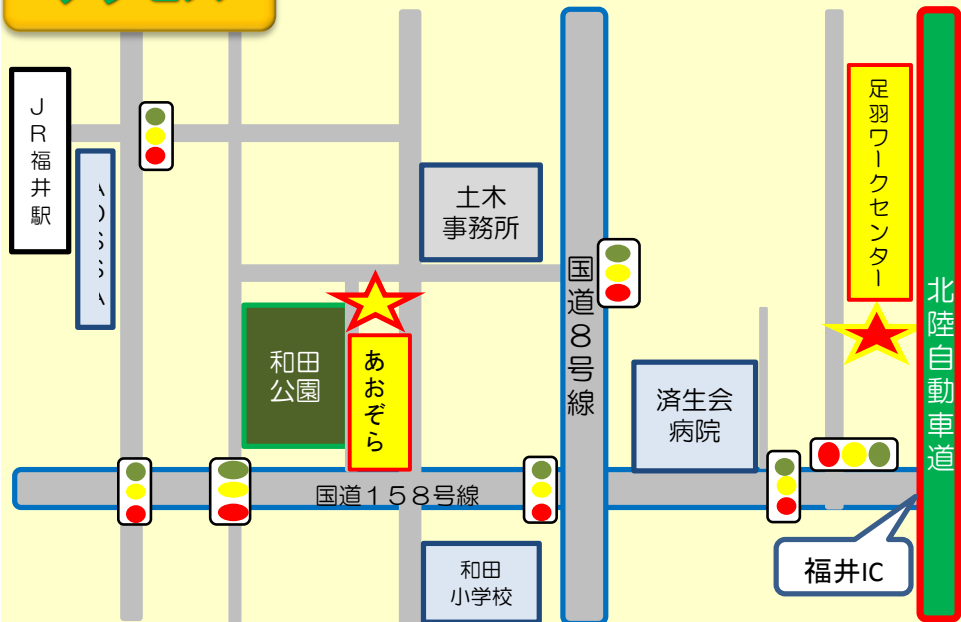 JR福井駅
土木
事務所
国道8号線
足羽ワークセンター
北陸自動車道
和田
公園
あおぞら
済生会
病院
国道158号線
和田
小学校
福井IC